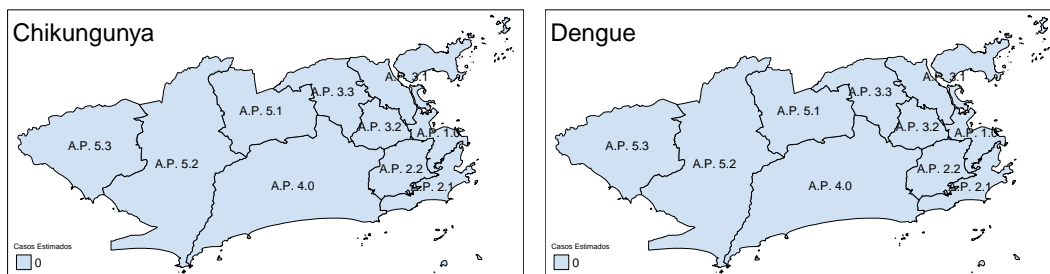 Chikungunya
A.P. 3.1
A.P. 3.3
A.P. 5.1
A.P. 3.2
A.P. 1.0
A.P. 5.3
A.P. 5.2
A.P. 2.2
A.P. 4.0
A.P. 2.1
Casos Estimados
0
Dengue
A.P. 3.1
A.P. 3.3
A.P. 5.1
A.P. 3.2
A.P. 1.0
A.P. 5.3
A.P. 5.2
A.P. 2.2
A.P. 4.0
A.P. 2.1
Casos Estimados
0